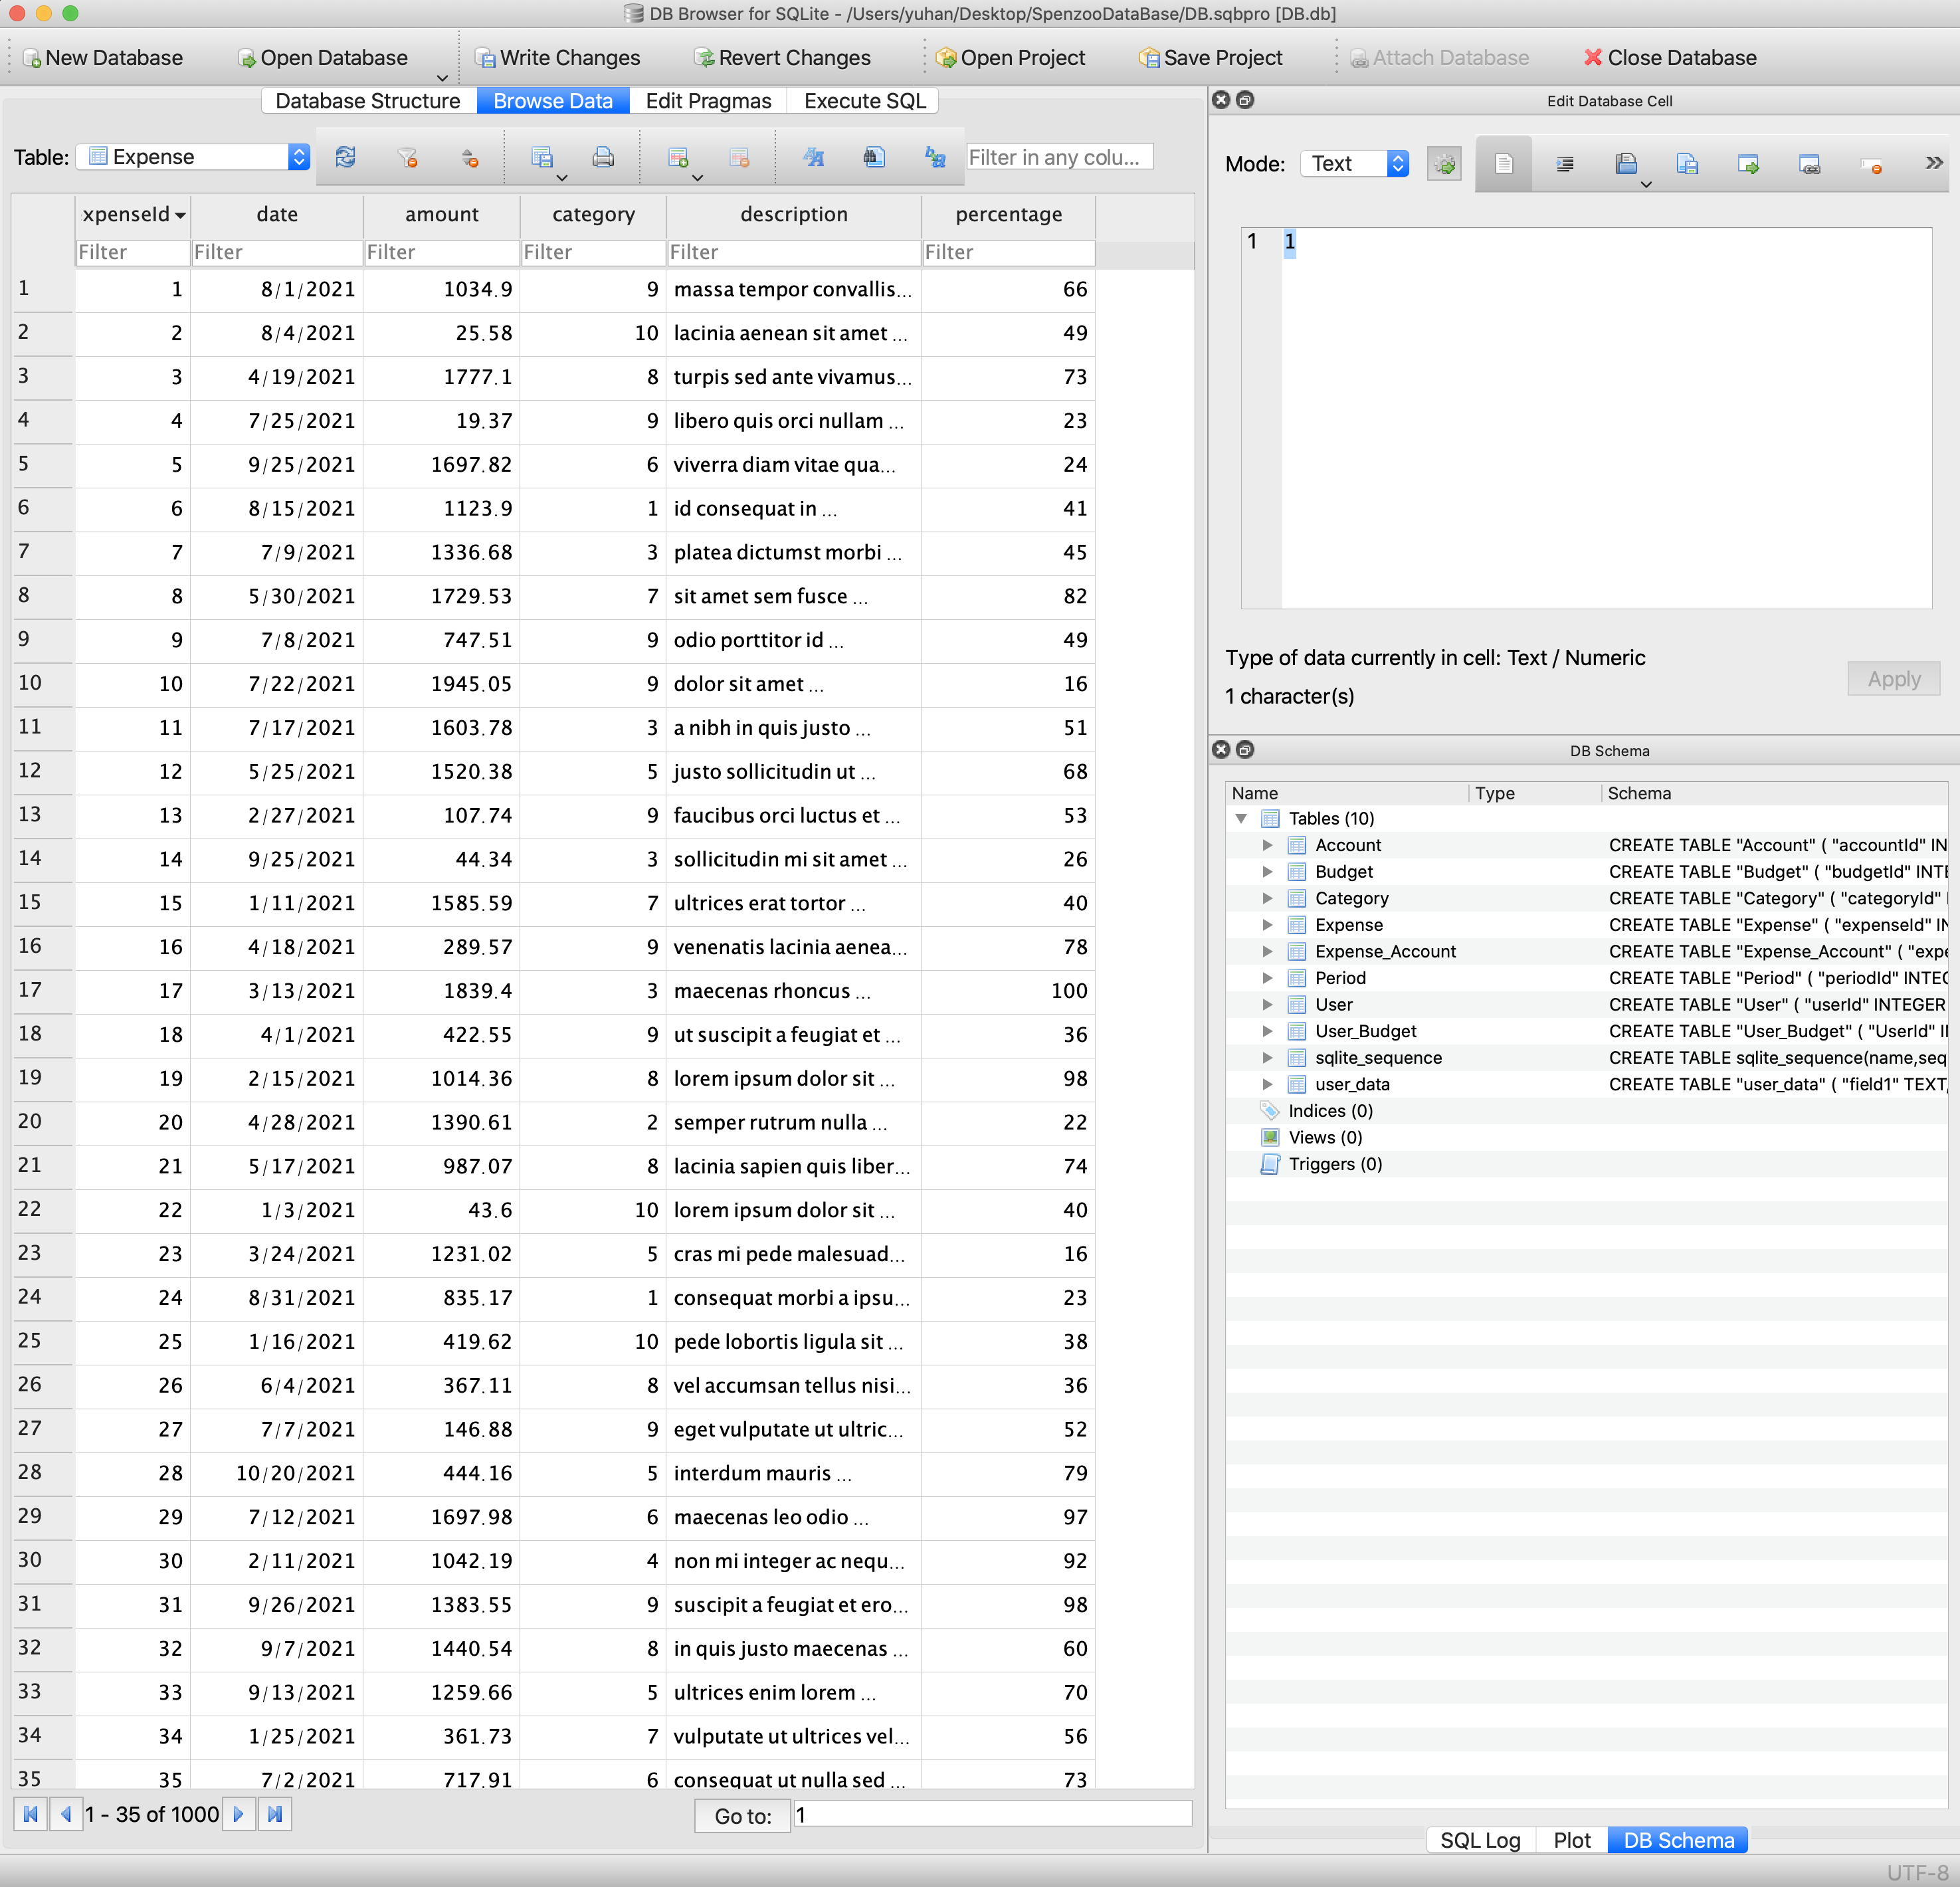 DB Browser for SQLite - /Users/yuhan/Desktop/SpenzooDataBase/DB.sqbpro [DB.db]
New Database Open Database Write Changes Revert Changes Open Project Save Project Attach Database Close Database
Database Structure Browse Data Edit Pragmas Execute SQL
Table: Expense Filter in any colu...
xpenseId date amount category description percentage
Filter Filter Filter Filter Filter Filter
1 1 8/1/2021 1034.9 9 massa tempor convallis... 66
2 2 8/4/2021 25.58 10 lacinia aenean sit amet ... 49
3 3 4/19/2021 1777.1 8 turpis sed ante vivamus... 73
4 4 7/25/2021 19.37 9 libero quis orci nullam ... 23
5 5 9/25/2021 1697.82 6 viverra diam vitae qua... 24
6 6 8/15/2021 1123.9 1 id consequat in ... 41
7 7 7/9/2021 1336.68 3 platea dictumst morbi ... 45
8 8 5/30/2021 1729.53 7 sit amet sem fusce ... 82
9 9 7/8/2021 747.51 9 odio porttitor id ... 49
10 10 7/22/2021 1945.05 9 dolor sit amet ... 16
11 11 7/17/2021 1603.78 3 a nibh in quis justo ... 51
12 12 5/25/2021 1520.38 5 justo sollicitudin ut ... 68
13 13 2/27/2021 107.74 9 faucibus orci luctus et ... 53
14 14 9/25/2021 44.34 3 sollicitudin mi sit amet ... 26
15 15 1/11/2021 1585.59 7 ultrices erat tortor ... 40
16 16 4/18/2021 289.57 9 venenatis lacinia aenea... 78
17 17 3/13/2021 1839.4 3 maecenas rhoncus ... 100
18 18 4/1/2021 422.55 9 ut suscipit a feugiat et ... 36
19 19 2/15/2021 1014.36 8 lorem ipsum dolor sit ... 98
20 20 4/28/2021 1390.61 2 semper rutrum nulla ... 22
21 21 5/17/2021 987.07 8 lacinia sapien quis liber... 74
22 22 1/3/2021 43.6 10 lorem ipsum dolor sit ... 40
23 23 3/24/2021 1231.02 5 cras mi pede malesuad... 16
24 24 8/31/2021 835.17 1 consequat morbi a ipsu... 23
25 25 1/16/2021 419.62 10 pede lobortis ligula sit ... 38
26 26 6/4/2021 367.11 8 vel accumsan tellus nisi... 36
27 27 7/7/2021 146.88 9 eget vulputate ut ultric... 52
28 28 10/20/2021 444.16 5 interdum mauris ... 79
29 29 7/12/2021 1697.98 6 maecenas leo odio ... 97
30 30 2/11/2021 1042.19 4 non mi integer ac nequ... 92
31 31 9/26/2021 1383.55 9 suscipit a feugiat et ero... 98
32 32 9/7/2021 1440.54 8 in quis justo maecenas ... 60
33 33 9/13/2021 1259.66 5 ultrices enim lorem ... 70
34 34 1/25/2021 361.73 7 vulputate ut ultrices vel... 56
35 35 7/2/2021 717.91 6 consequat ut nulla sed ... 73
1 - 35 of 1000 Go to: 1
Edit Database Cell
Mode: Text
1 1
Type of data currently in cell: Text / Numeric
1 character(s)
Apply
DB Schema
Name Type Schema
Tables (10)
Account CREATE TABLE "Account" ( "accountId" IN
Budget CREATE TABLE "Budget" ( "budgetId" INTE
Category CREATE TABLE "Category" ( "categoryId" I
Expense CREATE TABLE "Expense" ( "expenseId" IN
Expense_Account CREATE TABLE "Expense_Account" ( "expe
Period CREATE TABLE "Period" ( "periodId" INTEG
User CREATE TABLE "User" ( "userId" INTEGER
User_Budget CREATE TABLE "User_Budget" ( "UserId" II
sqlite_sequence CREATE TABLE sqlite_sequence(name,seq
user_data CREATE TABLE "user_data" ( "field1" TEXT,
Indices (0)
Views (0)
Triggers (0)
SQL Log Plot DB Schema
UTF-8